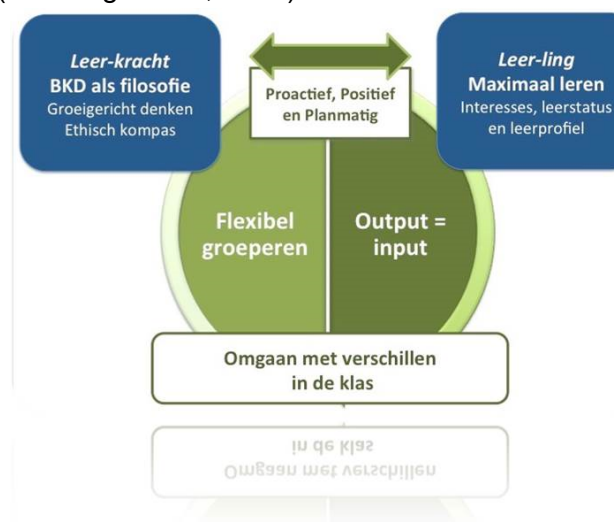 Leer-kracht
BKD als filosofie
Groeigericht denken
Ethisch kompas
Proactief, Positief
en Planmatig
Leer-ling
Maximaal leren
Interesses, leerstatus
en leerprofiel
Flexibel
groeperen
Output =
input
Omgaan met verschillen
in de klas